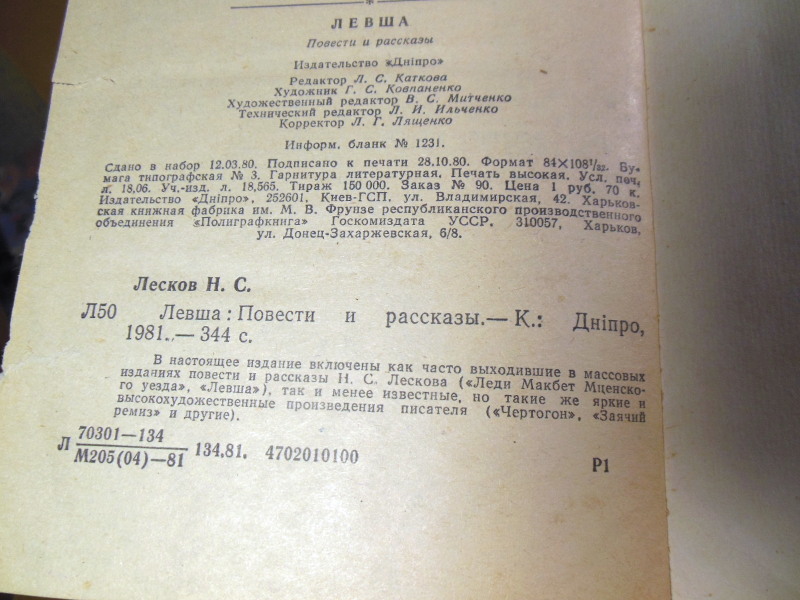 ЛЕВША
Повести и рассказы
Издательство «Дніпро»
Редактор Л. С. Каткова
Художник Г. С. Ковпаненко
Художественный редактор В. С. Митченко
Технический редактор Л. И. Ильченко
Корректор Л. Г. Лященко
Информ. бланк № 1231.
Сдано в набор 12.03.80. Подписано к печати 28.10.80. Формат 84×108 1/32. Бу-
мага типографская № 3. Гарнитура литературная. Печать высокая. Усл. печ.
л. 18,06. Уч.-изд. л. 18,565. Тираж 150 000. Заказ № 90. Цена 1 руб. 70 к.
Издательство «Дніпро», 252601, Киев-ГСП, ул. Владимирская, 42. Харьков-
ская книжная фабрика им. М. В. Фрунзе республиканского производственного
объединения «Полиграфкнига» Госкомиздата УССР, 310057, Харьков,
ул. Донец-Захаржевская, 6/8.
Лесков Н. С.
Л50 Левша : Повести и рассказы.— К.: Дніпро,
1981.— 344 с.
В настоящее издание включены как часто выходившие в массовых
изданиях повести и рассказы Н. С. Лескова («Леди Макбет Мценско-
го уезда», «Левша»), так и менее известные, но такие же яркие и
высокохудожественные произведения писателя («Чертогон», «Заячий
ремиз» и другие).
Л 70301—134
М205(04)—81 134.81. 4702010100
Р1